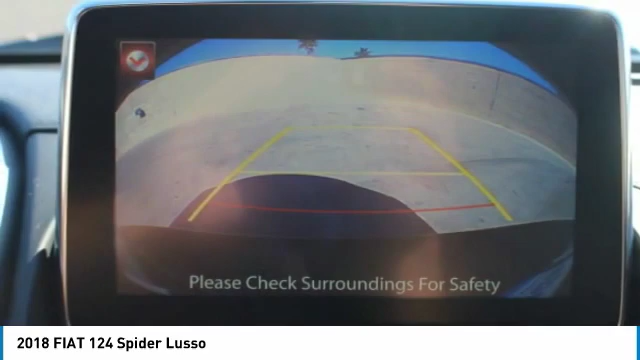 Please Check Surroundings For Safety
2018 FIAT 124 Spider Lusso